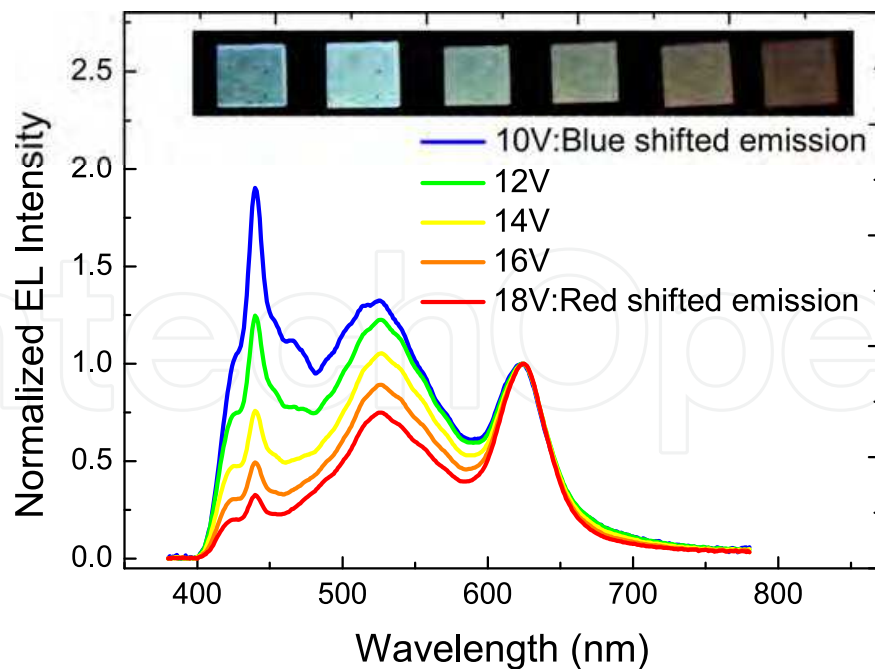 2.5
2.0
1.5
1.0
0.5
0.0
Normalized EL Intensity
10V:Blue shifted emission
12V
14V
16V
18V:Red shifted emission
400 500 600 700 800
Wavelength (nm)
intechOpe